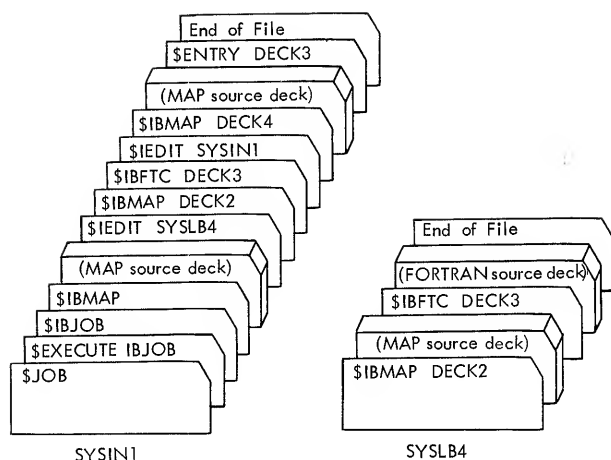 End of File
$ENTRY DECK3
(MAP source deck)
$IBMAP DECK4
$IEDIT SYSIN1
$IBFTC DECK3
$IBMAP DECK2
$IEDIT SYSLB4
(MAP source deck)
$IBMAP
$IBJOB
$EXECUTE IBJOB
$JOB
SYSIN1
End of File
(FORTRAN source deck)
$IBFTC DECK3
(MAP source deck)
$IBMAP DECK2
SYSLB4